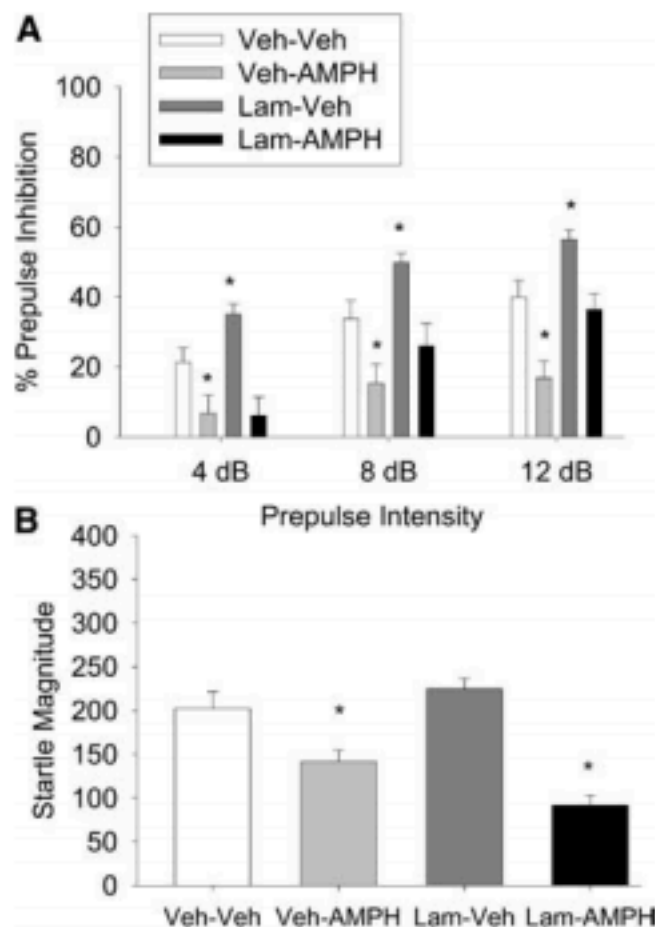 A
Veh-Veh
Veh-AMPH
Lam-Veh
Lam-AMPH
% Prepulse Inhibition
100
80
60
40
20
0
* * * * * *
4 dB 8 dB 12 dB
Prepulse Intensity
B
Startle Magnitude
400
350
300
250
200
150
100
50
0
* *
Veh-Veh Veh-AMPH Lam-Veh Lam-AMPH